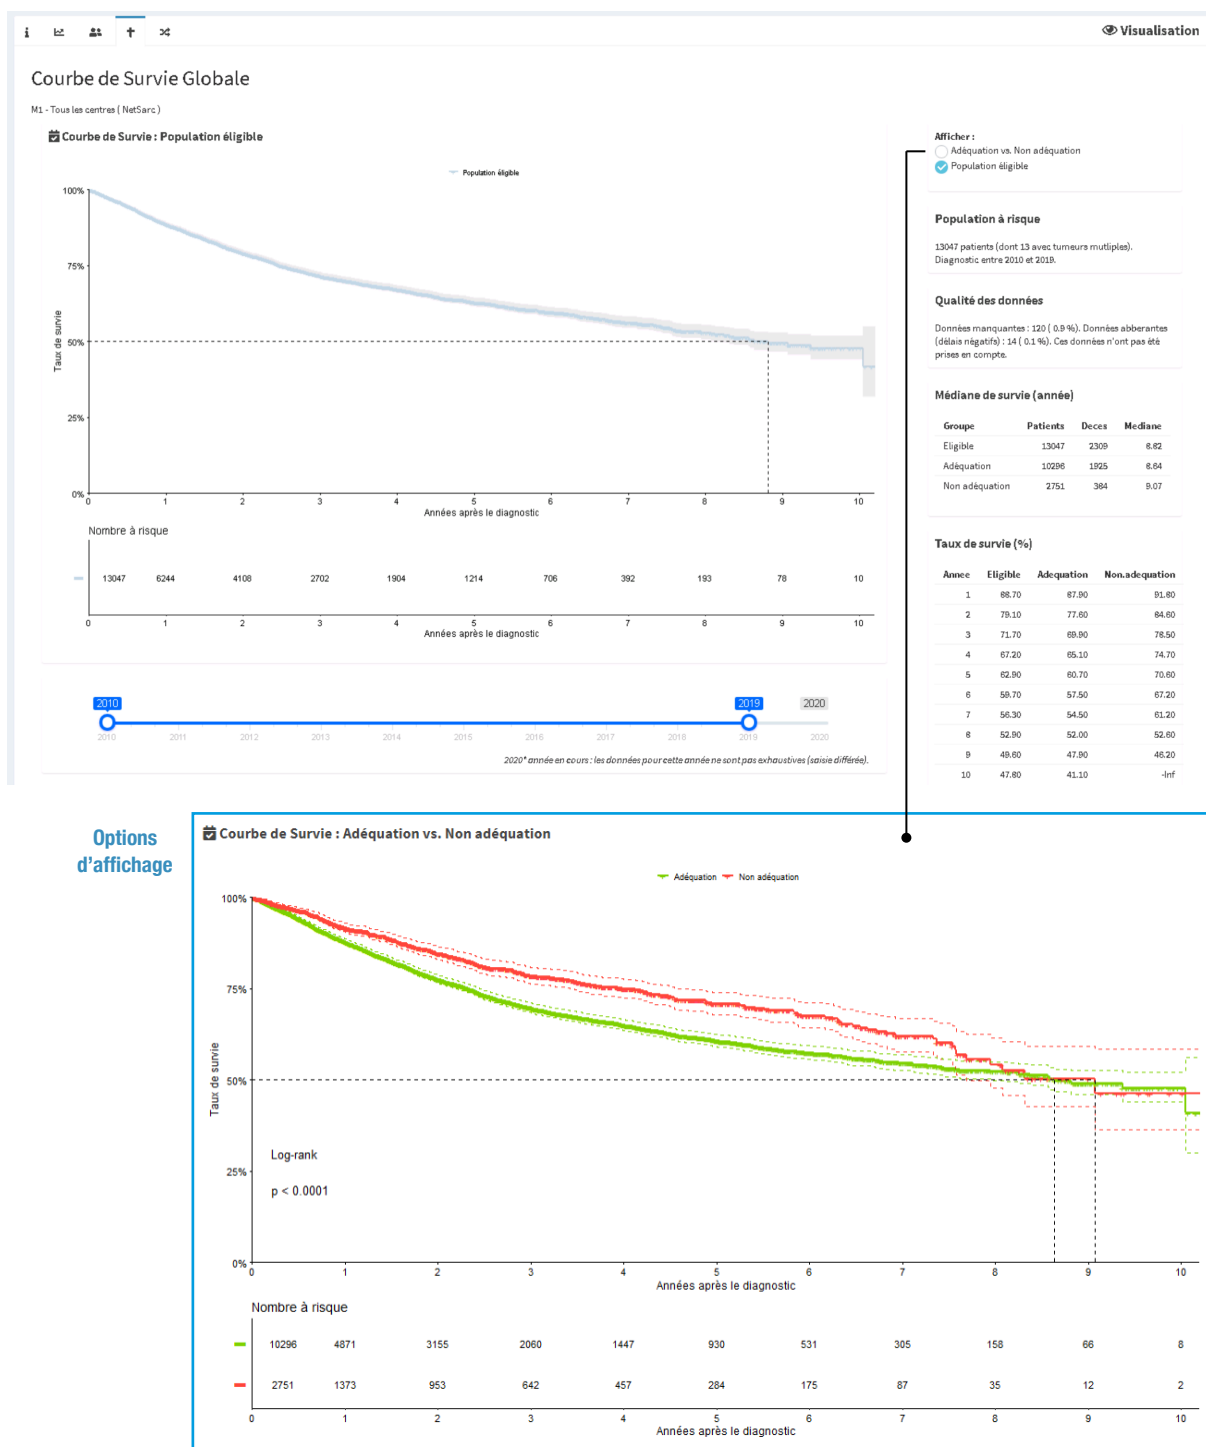 Visualisation
Courbe de Survie Globale
M1 - Tous les centres ( NetSarc )
Courbe de Survie : Population éligible
Population éligible
100%
75%
50%
25%
0%
Taux de survie
0 1 2 3 4 5 6 7 8 9 10
Années après le diagnostic
Nombre à risque
13047 6244 4108 2702 1904 1214 706 392 193 78 10
0 1 2 3 4 5 6 7 8 9 10
Années après le diagnostic
2010 2019 2020
2010 2011 2012 2013 2014 2015 2016 2017 2018 2019 2020
2020* année en cours : les données pour cette année ne sont pas exhaustives (saisie différée).
Afficher :
Adéquation vs. Non adéquation
Population éligible
Population à risque
13047 patients (dont 13 avec tumeurs mutliples).
Diagnostic entre 2010 et 2019.
Qualité des données
Données manquantes : 120 ( 0.9 %). Données abberantes
(délais négatifs) : 14 ( 0.1 %). Ces données n'ont pas été
prises en compte.
Médiane de survie (année)
Groupe Patients Deces Mediane
Eligible 13047 2309 8.82
Adéquation 10296 1925 8.64
Non adéquation 2751 384 9.07
Taux de survie (%)
Annee Eligible Adequation Non.adequation
1 88.70 87.90 91.80
2 79.10 77.60 84.60
3 71.70 69.90 78.50
4 67.20 65.10 74.70
5 62.90 60.70 70.60
6 59.70 57.50 67.20
7 56.30 54.50 61.20
8 52.90 52.00 52.60
9 49.60 47.90 46.20
10 47.80 41.10 -Inf
Options
d'affichage
Courbe de Survie : Adéquation vs. Non adéquation
Adéquation Non adéquation
100%
75%
50%
25%
0%
Taux de survie
Log-rank
p < 0.0001
0 1 2 3 4 5 6 7 8 9 10
Années après le diagnostic
Nombre à risque
10296 4871 3155 2060 1447 930 531 305 158 66 8
2751 1373 953 642 457 284 175 87 35 12 2
0 1 2 3 4 5 6 7 8 9 10
Années après le diagnostic